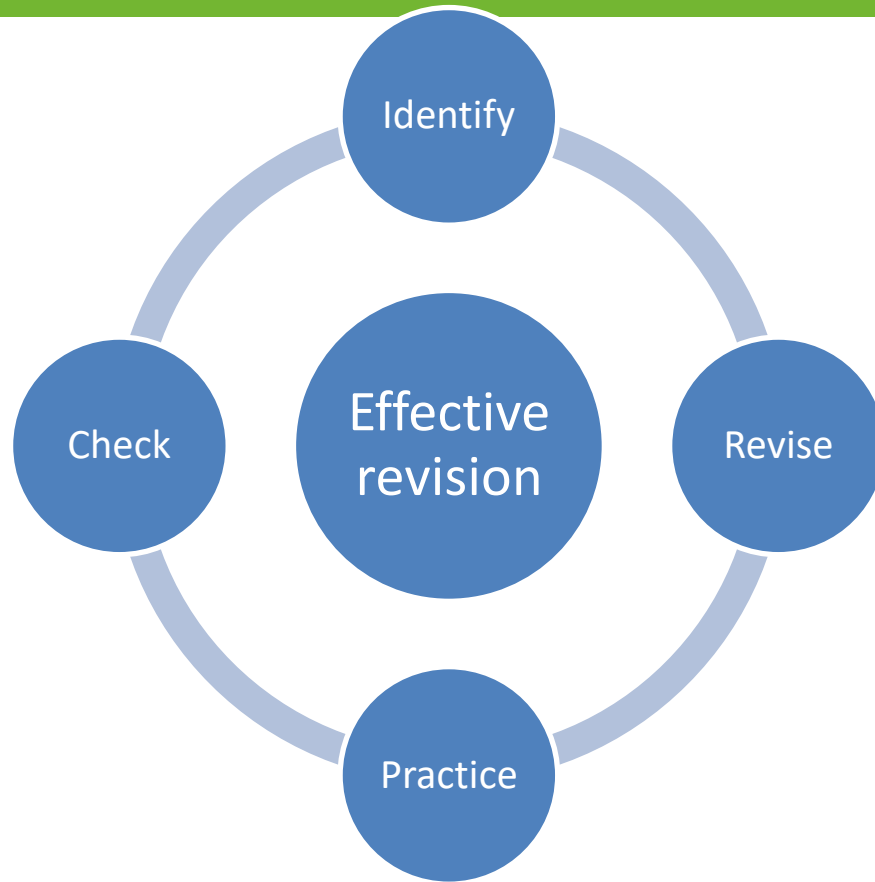 Identify
Effective
revision
Check
Revise
Practice